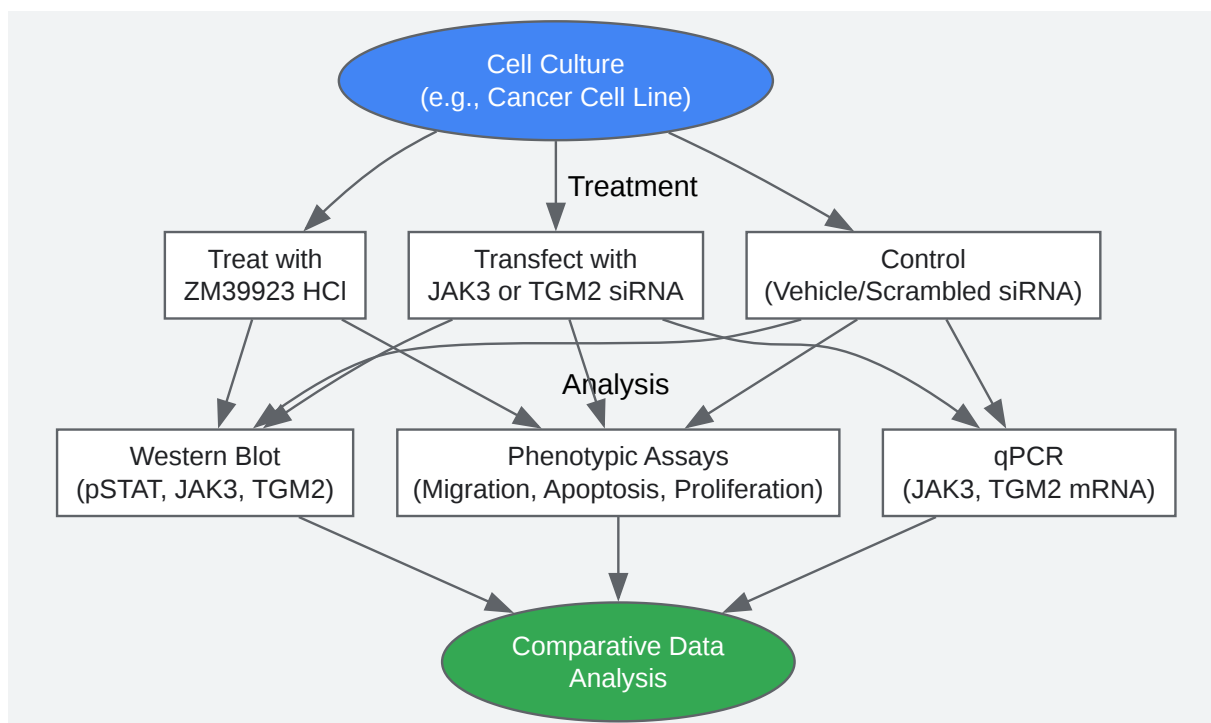 Cell Culture
(e.g., Cancer Cell Line)
Treatment
Treat with
ZM39923 HCl
Transfect with
JAK3 or TGM2 siRNA
Control
(Vehicle/Scrambled siRNA)
Analysis
Western Blot
(pSTAT, JAK3, TGM2)
Phenotypic Assays
(Migration, Apoptosis, Proliferation)
qPCR
(JAK3, TGM2 mRNA)
Comparative Data
Analysis